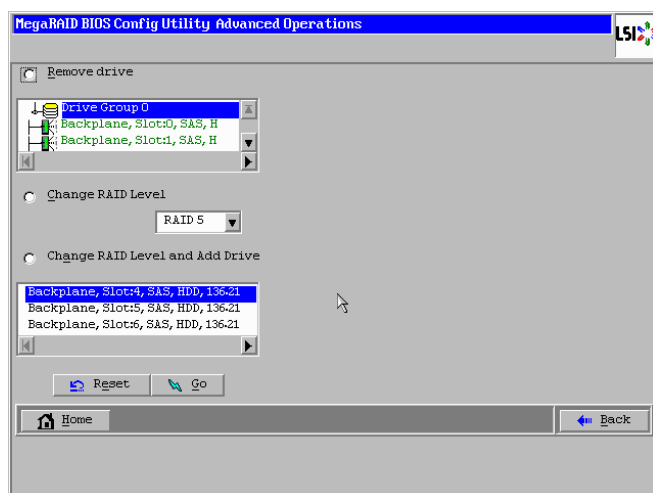 MegaRAID BIOS Config Utility Advanced Operations
LSI
Remove drive
Drive Group 0
Backplane, Slot:0, SAS, H
Backplane, Slot:1, SAS, H
Change RAID Level
RAID 5
Change RAID Level and Add Drive
Backplane, Slot:4, SAS, HDD, 136.21
Backplane, Slot:5, SAS, HDD, 136.21
Backplane, Slot:6, SAS, HDD, 136.21
Reset Go
Home Back